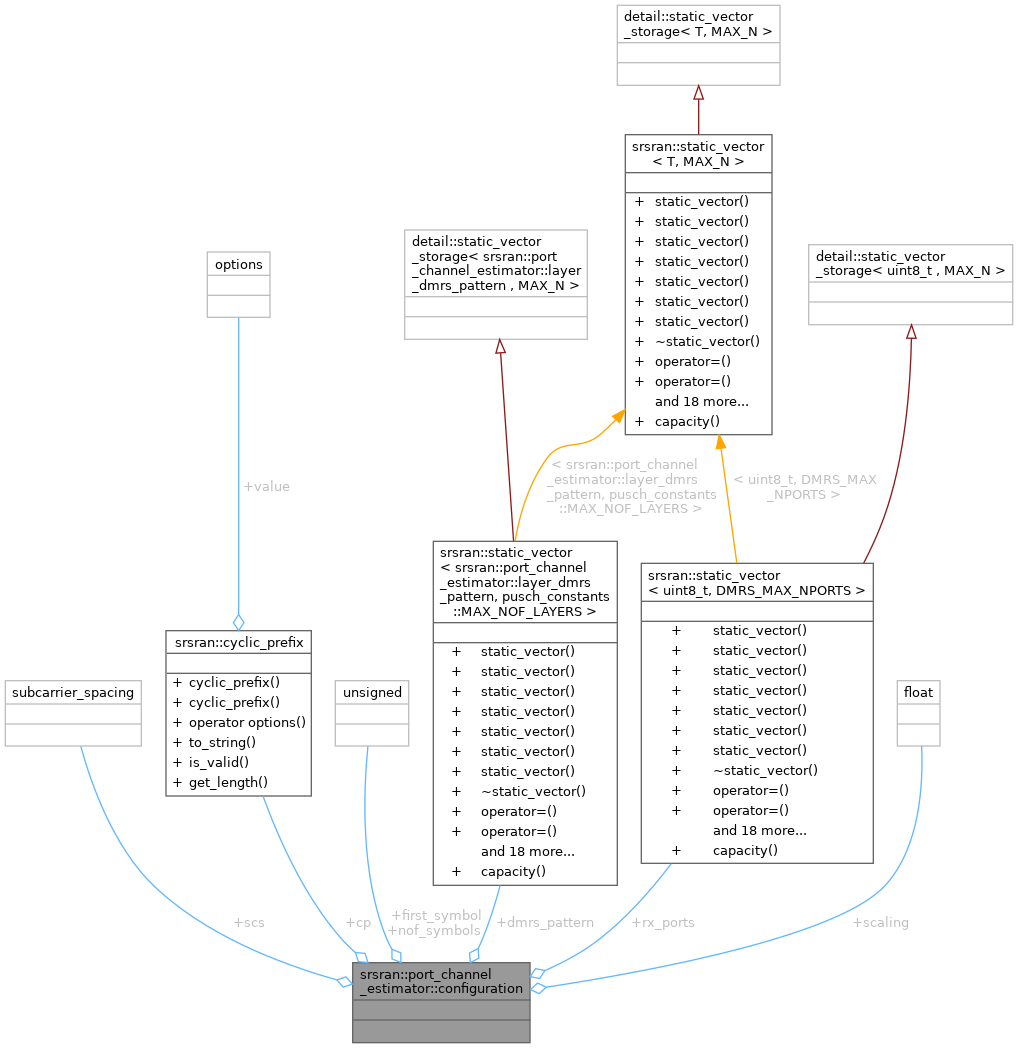 detail::static_vector
_storage< T, MAX_N >
srsran::static_vector
< T, MAX_N >
+ static_vector()
+ static_vector()
+ static_vector()
+ static_vector()
+ static_vector()
+ static_vector()
+ static_vector()
+ ~static_vector()
+ operator=()
+ operator=()
and 18 more...
+ capacity()
detail::static_vector
_storage< srsran::port
_channel_estimator::layer
_dmrs_pattern , MAX_N >
detail::static_vector
_storage< uint8_t , MAX_N >
options
+value
< srsran::port_channel
_estimator::layer_dmrs
_pattern, pusch_constants
::MAX_NOF_LAYERS >
< uint8_t, DMRS_MAX
_NPORTS >
srsran::static_vector
< srsran::port_channel
_estimator::layer_dmrs
_pattern, pusch_constants
::MAX_NOF_LAYERS >
+ static_vector()
+ static_vector()
+ static_vector()
+ static_vector()
+ static_vector()
+ static_vector()
+ static_vector()
+ ~static_vector()
+ operator=()
+ operator=()
and 18 more...
+ capacity()
srsran::static_vector
< uint8_t, DMRS_MAX_NPORTS >
+ static_vector()
+ static_vector()
+ static_vector()
+ static_vector()
+ static_vector()
+ static_vector()
+ static_vector()
+ ~static_vector()
+ operator=()
+ operator=()
and 18 more...
+ capacity()
srsran::cyclic_prefix
+ cyclic_prefix()
+ cyclic_prefix()
+ operator options()
+ to_string()
+ is_valid()
+ get_length()
subcarrier_spacing
unsigned
float
+scs
+cp
+first_symbol
+nof_symbols
+dmrs_pattern
+rx_ports
+scaling
srsran::port_channel
_estimator::configuration